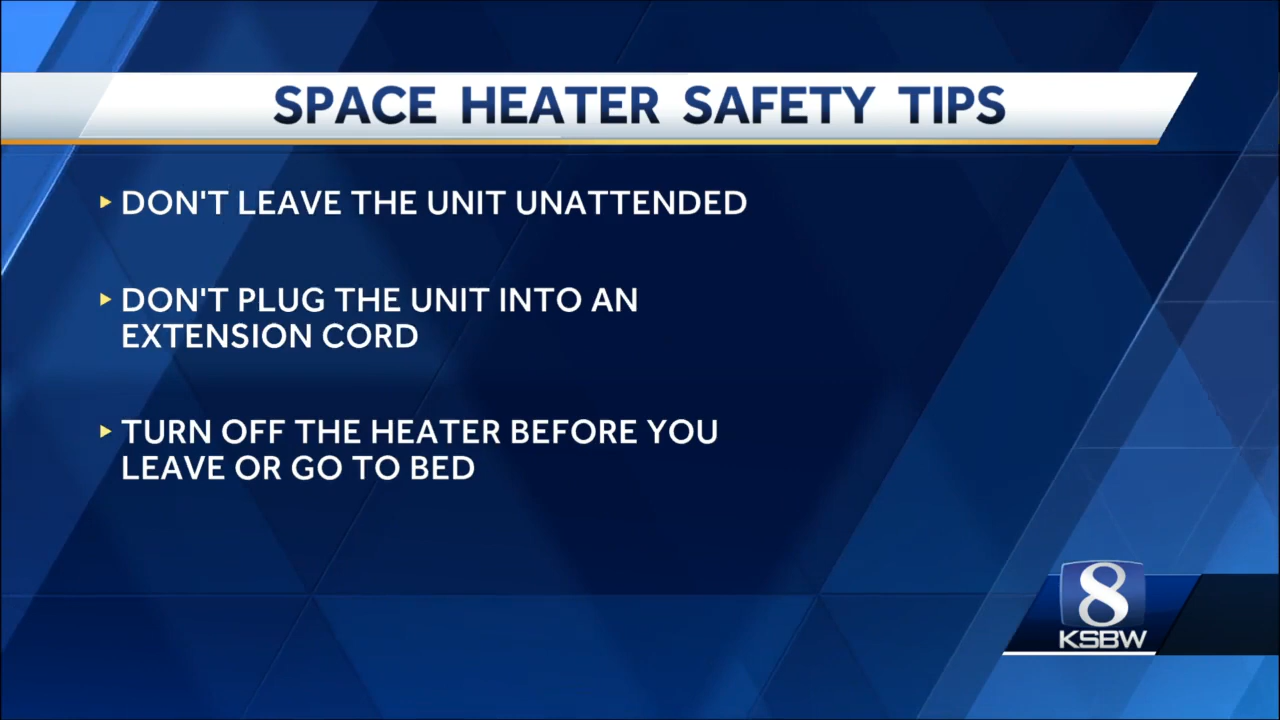 SPACE HEATER SAFETY TIPS
DON'T LEAVE THE UNIT UNATTENDED
DON'T PLUG THE UNIT INTO AN
EXTENSION CORD
TURN OFF THE HEATER BEFORE YOU
LEAVE OR GO TO BED
8
KSBW